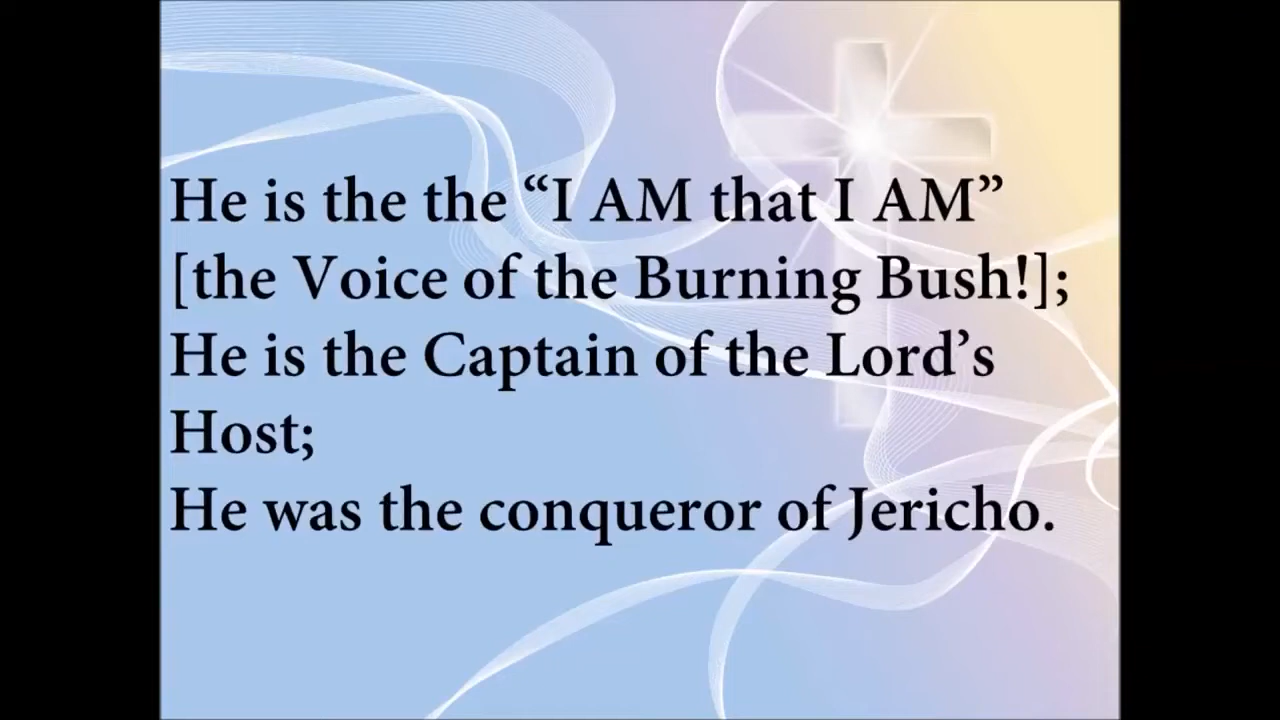 He is the the “I AM that I AM”
[the Voice of the Burning Bush!];
He is the Captain of the Lord’s
Host;
He was the conqueror of Jericho.